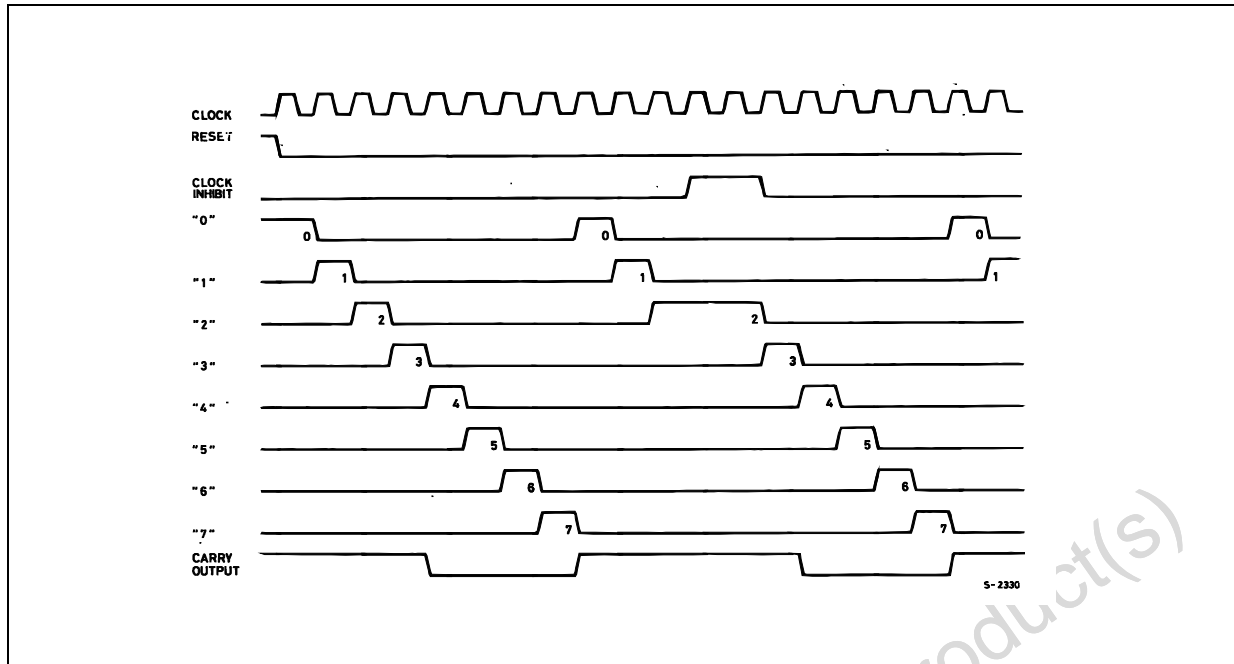 CLOCK
RESET
CLOCK
INHIBIT
"0" 0 0 0
"1" 1 1 1
"2" 2 2
"3" 3 3
"4" 4 4
"5" 5 5
"6" 6 6
"7" 7 7
CARRY
OUTPUT
S-2330
roduct(s)